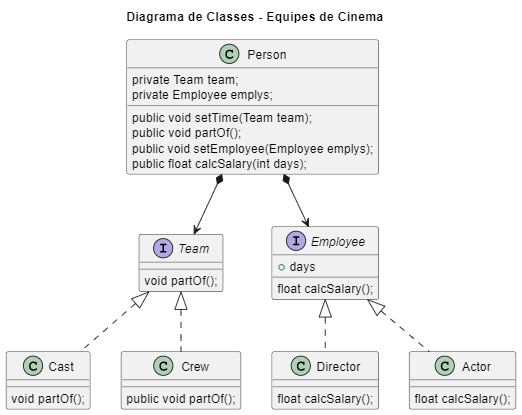 Diagrama de Classes - Equipes de Cinema
C Person
private Team team;
private Employee emplys;
public void setTime(Team team);
public void partOf();
public void setEmployee(Employee emplys);
public float calcSalary(int days);
I Team
void partOf();
I Employee
days
float calcSalary();
C Cast
void partOf();
C Crew
public void partOf();
C Director
float calcSalary();
C Actor
float calcSalary();